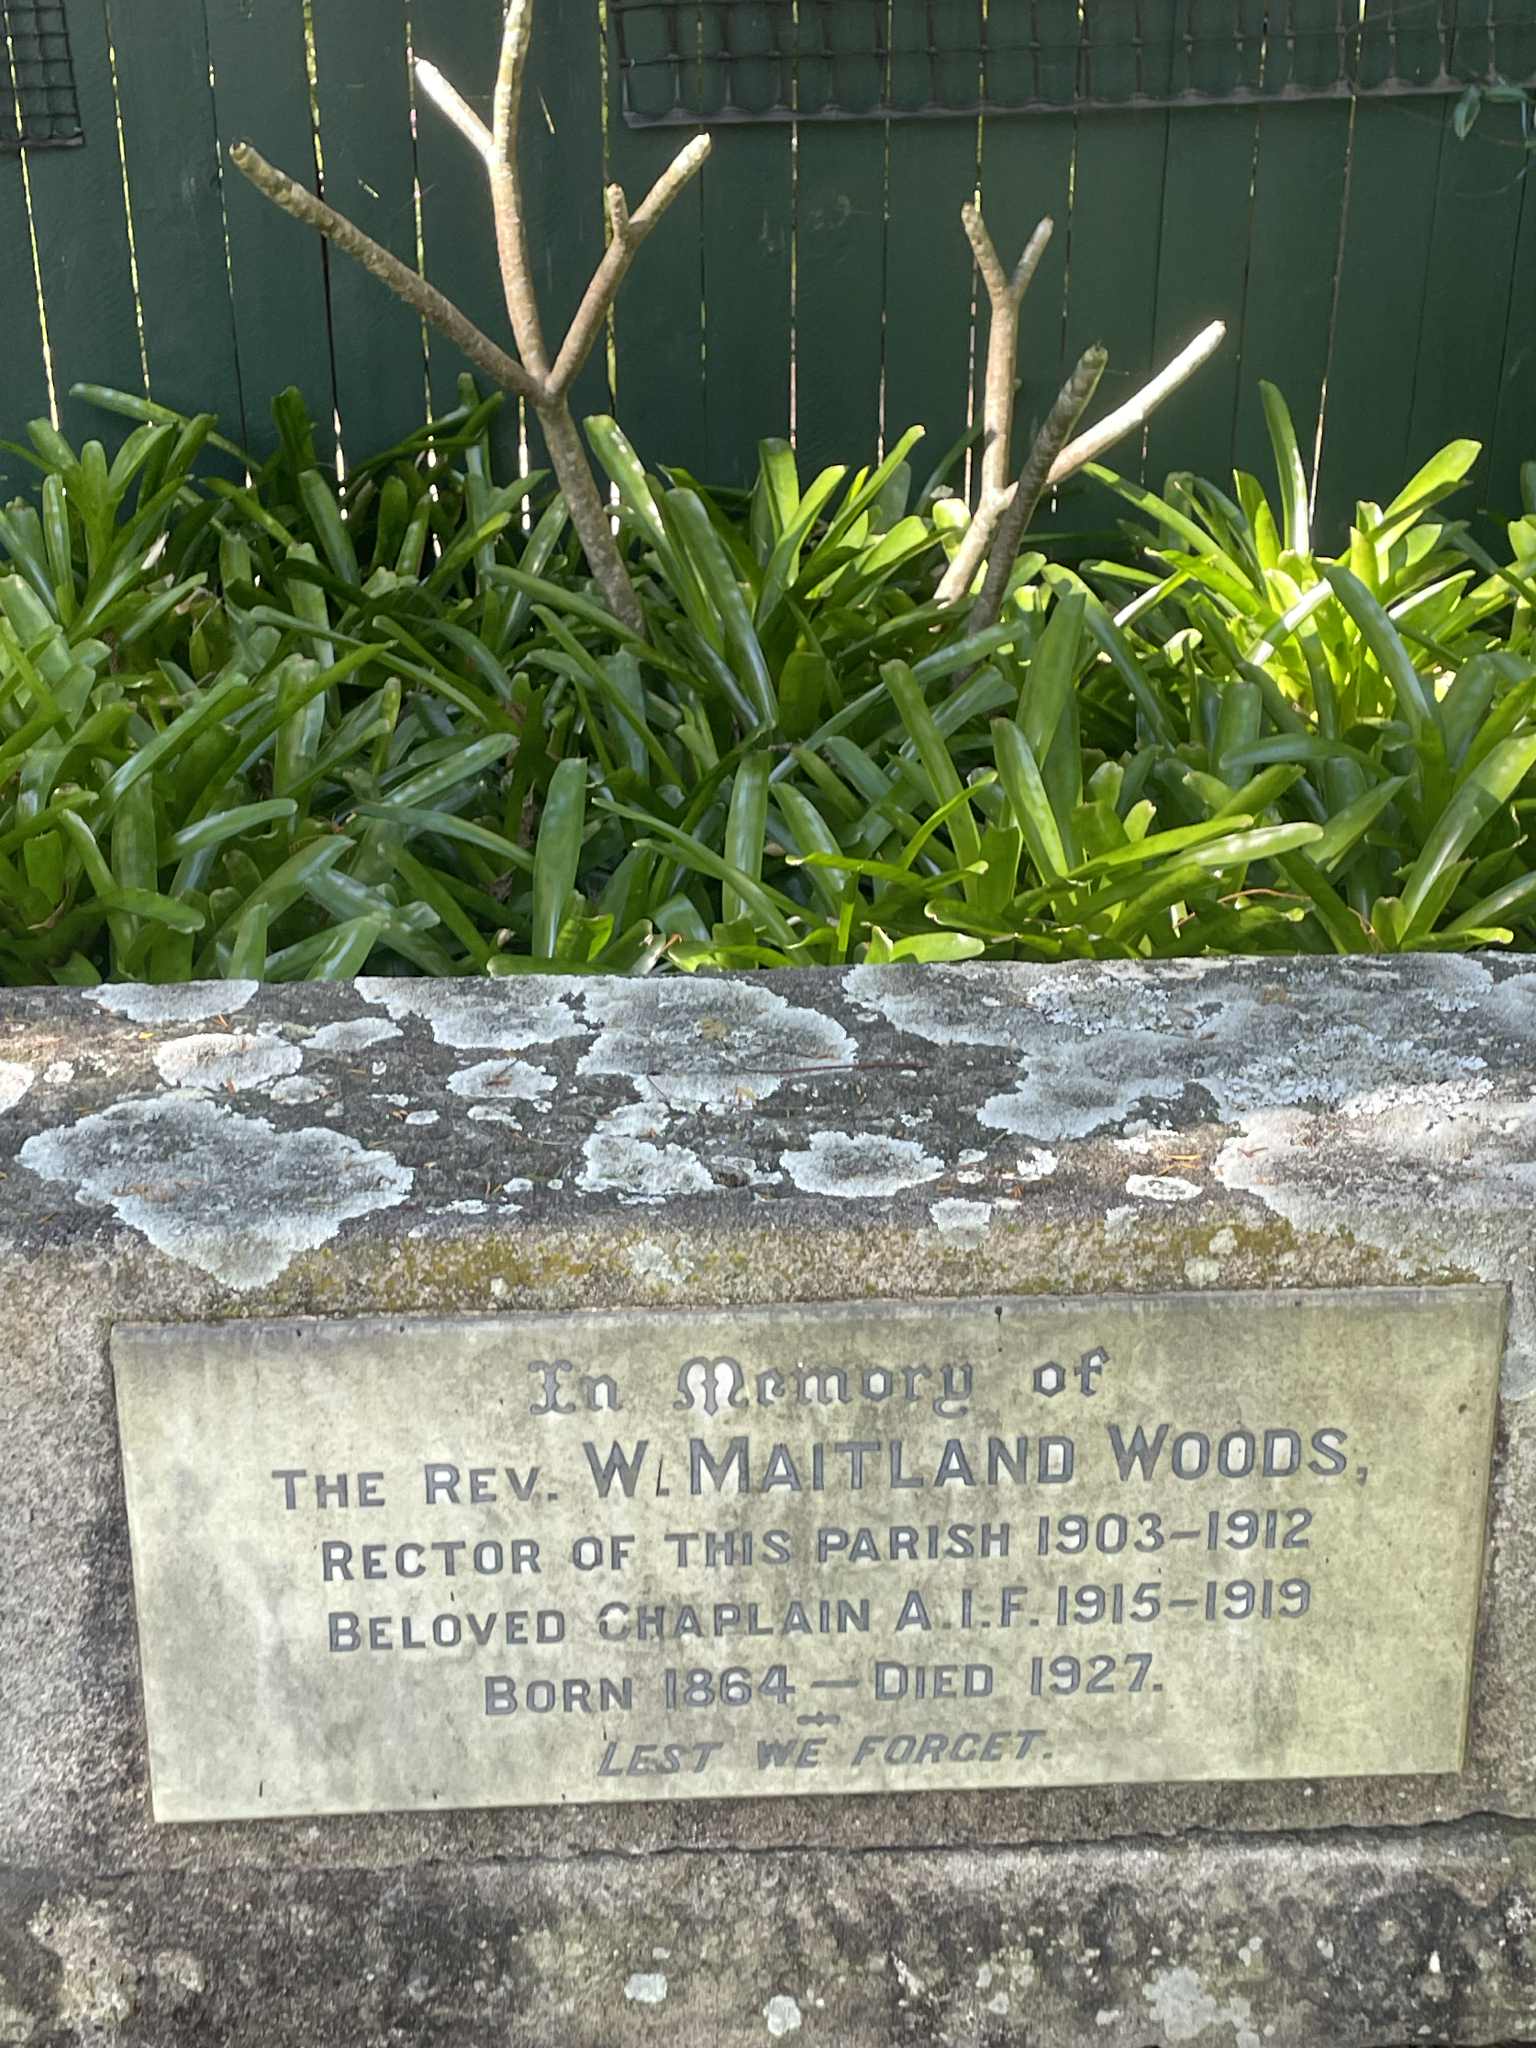 In Memory of
THE REV. W. MAITLAND WOODS,
RECTOR OF THIS PARISH 1903-1912
BELOVED CHAPLAIN A.I.F. 1915-1919
BORN 1864 — DIED 1927.
LEST WE FORGET.